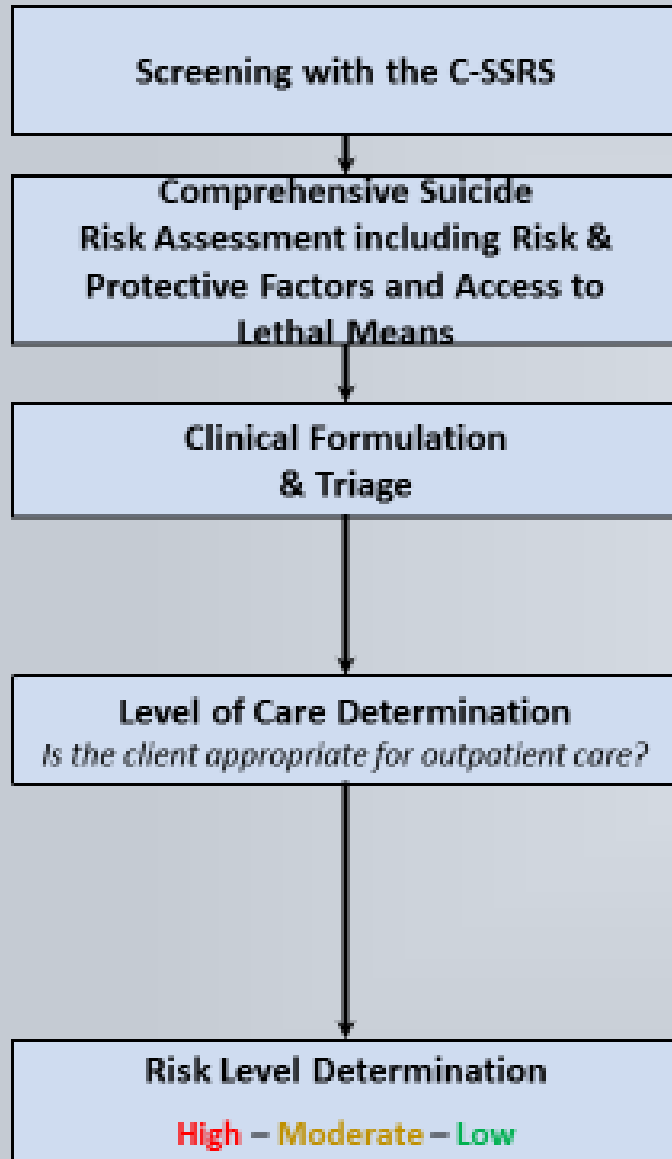 Screening with the C-SSRS
Comprehensive Suicide
Risk Assessment including Risk &
Protective Factors and Access to
Lethal Means
Clinical Formulation
& Triage
Level of Care Determination
Is the client appropriate for outpatient care?
Risk Level Determination
High – Moderate – Low